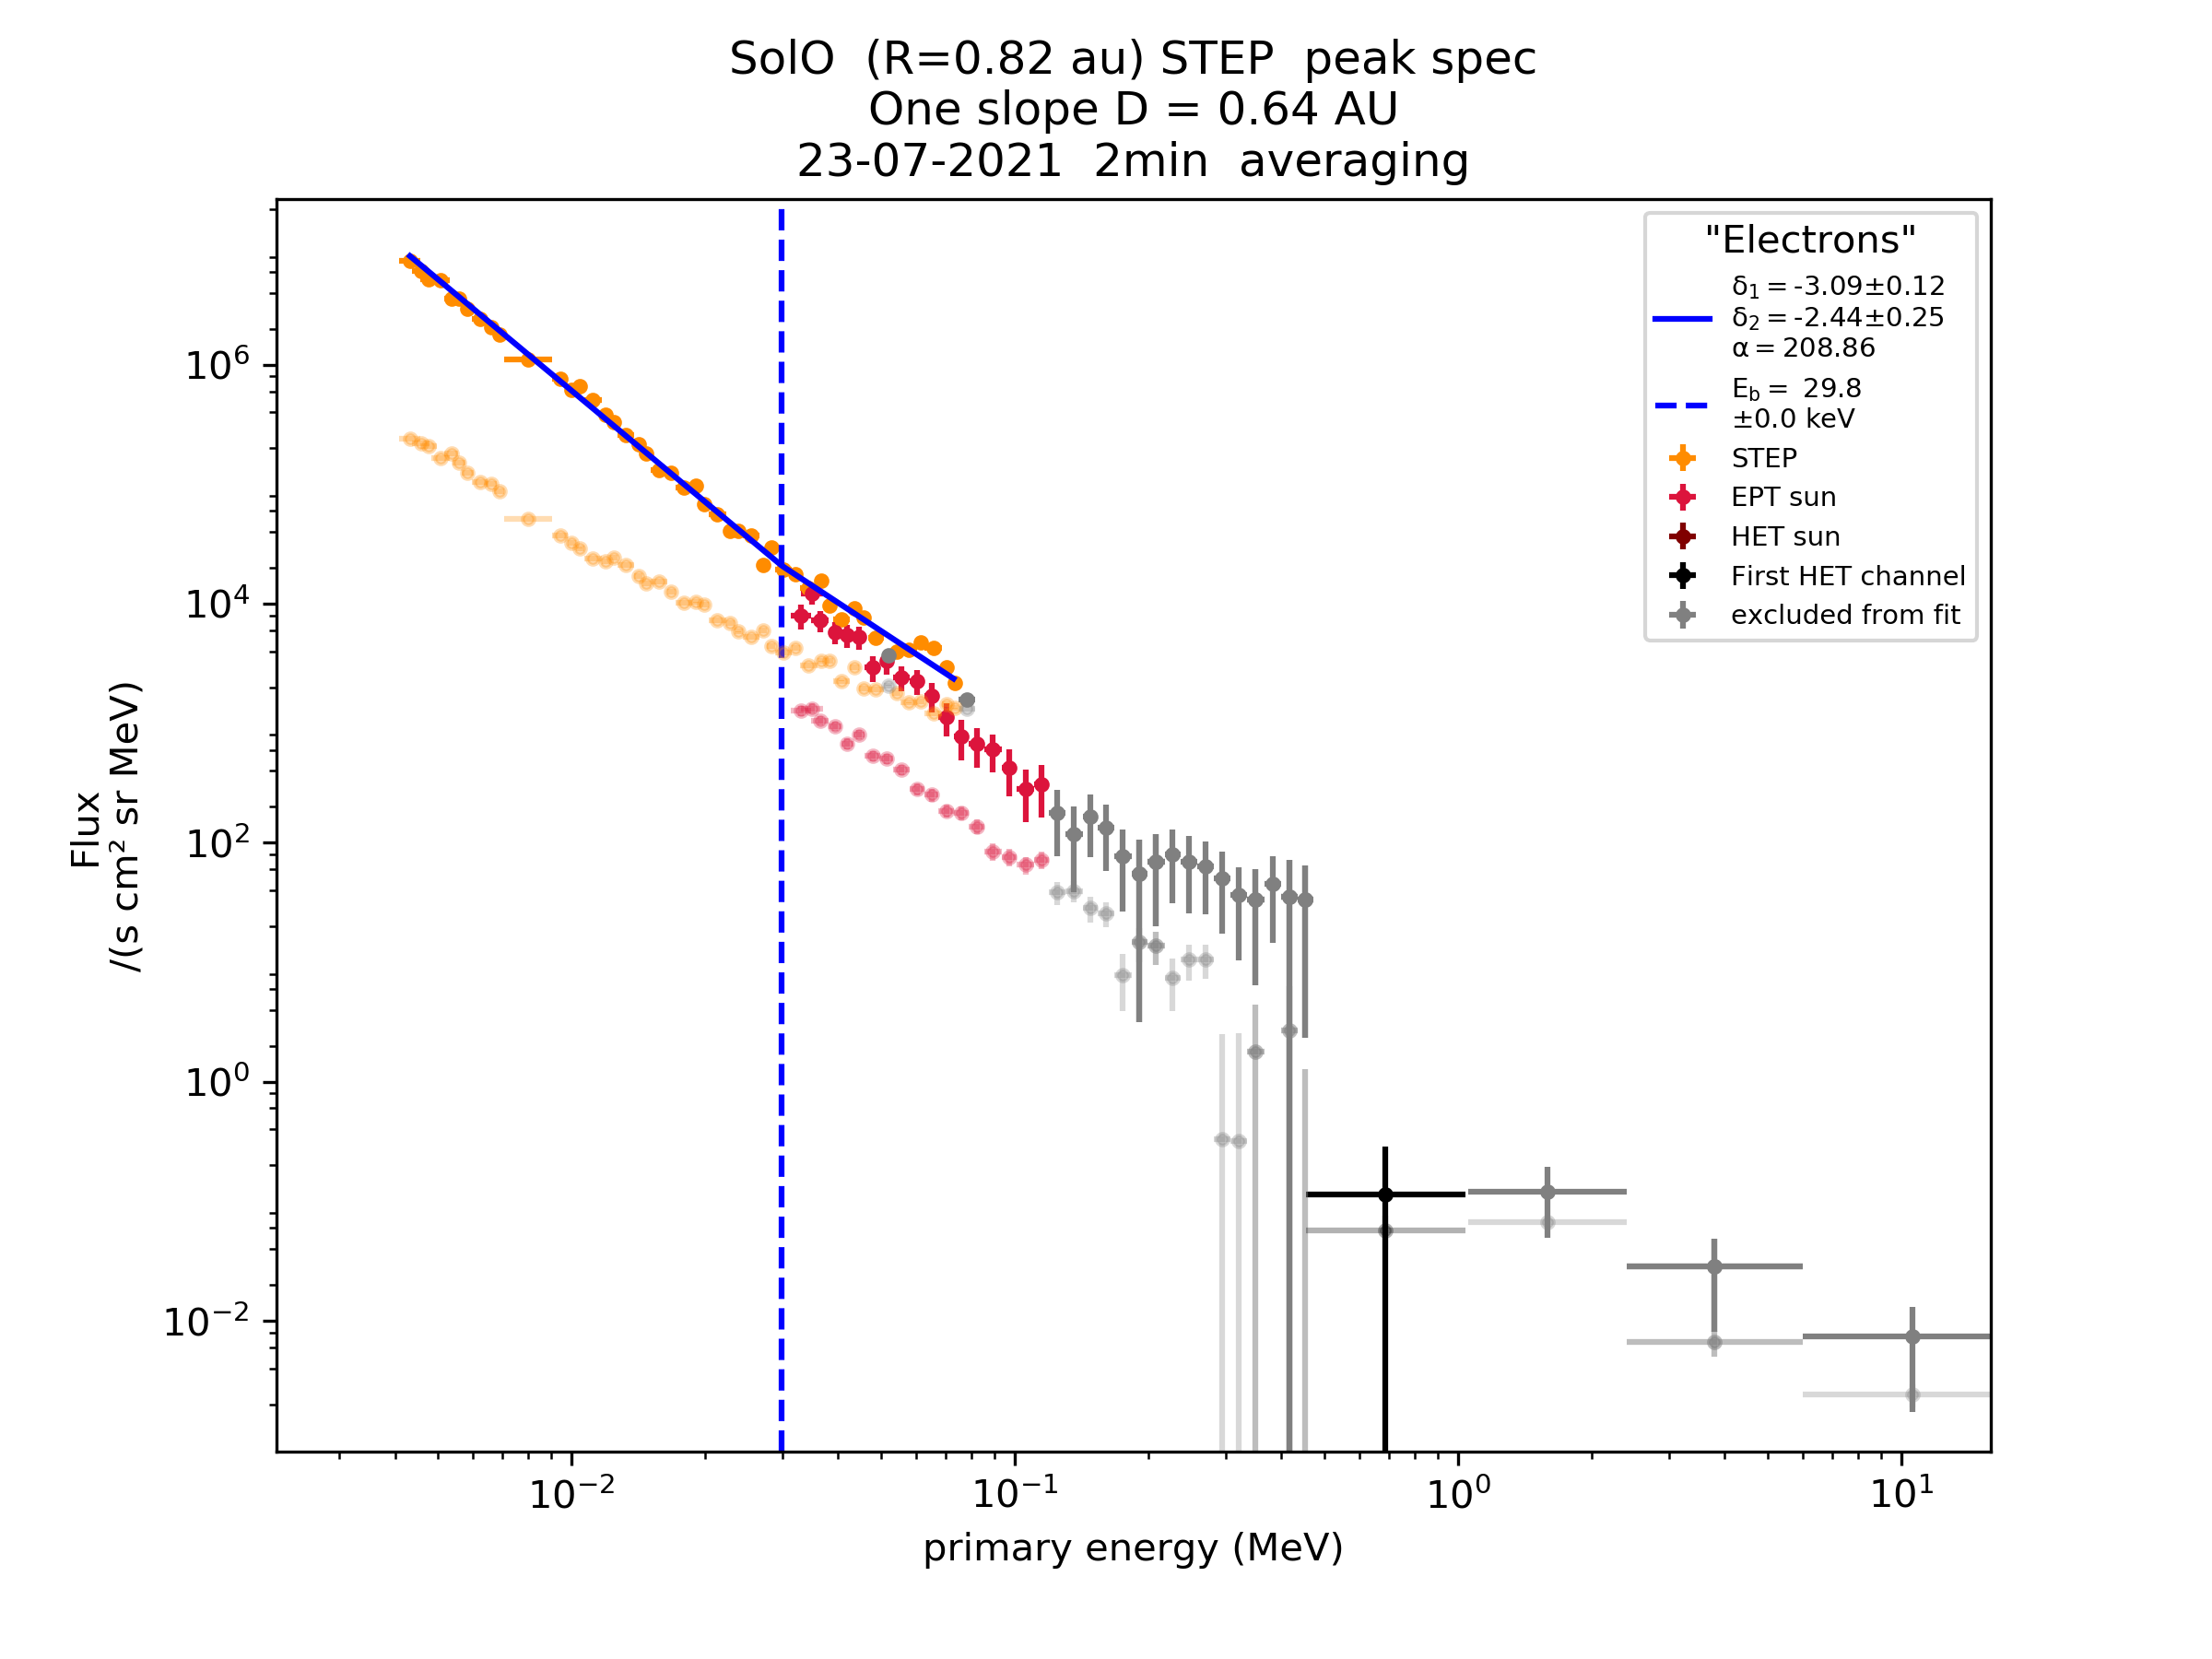 SolO (R=0.82 au) STEP peak spec
One slope D = 0.64 AU
23-07-2021 2min averaging
"Electrons"
δ₁ = -3.09±0.12
δ₂ = -2.44±0.25
α = 208.86
E_b = 29.8
±0.0 keV
STEP
EPT sun
HET sun
First HET channel
excluded from fit
Flux
/(s cm² sr MeV)
10⁶
10⁴
10²
10⁰
10⁻²
10⁻²
10⁻¹
10⁰
10¹
primary energy (MeV)